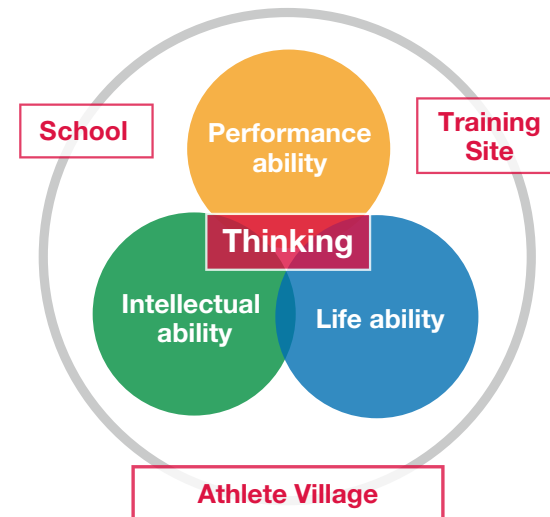 School
Training
Site
Performance
ability
Thinking
Intellectual
ability
Life ability
Athlete Village